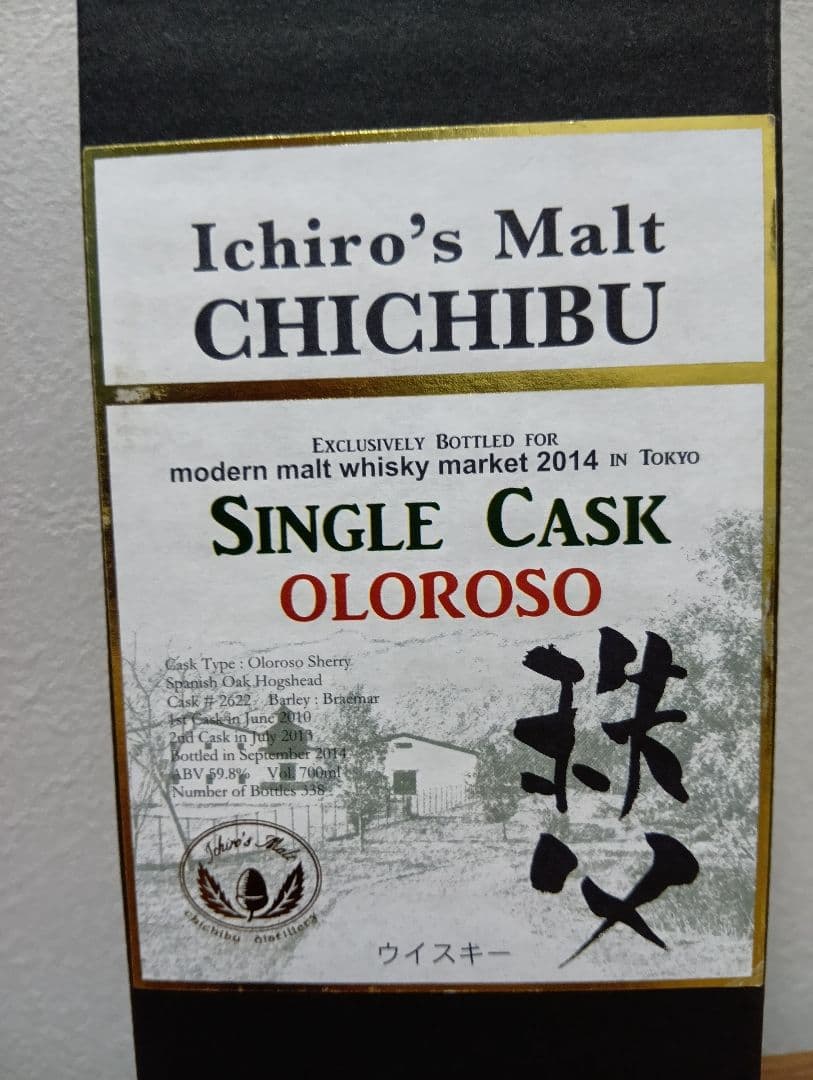 Ichiro's Malt
CHICHIBU
EXCLUSIVELY BOTTLED FOR
modern malt whisky market 2014 IN TOKYO
SINGLE CASK
OLOROSO
Cask Type : Oloroso Sherry
Spanish Oak Hogshead
Cask # 2622 Barley : Braemar
1st Cask in June 2010
2nd Cask in July 2013
Bottled in September 2014
ABV 59.8% Vol. 700ml
Number of Bottles 338
秩父
Ichiro's Malt
chichibu distillery
ウイスキー